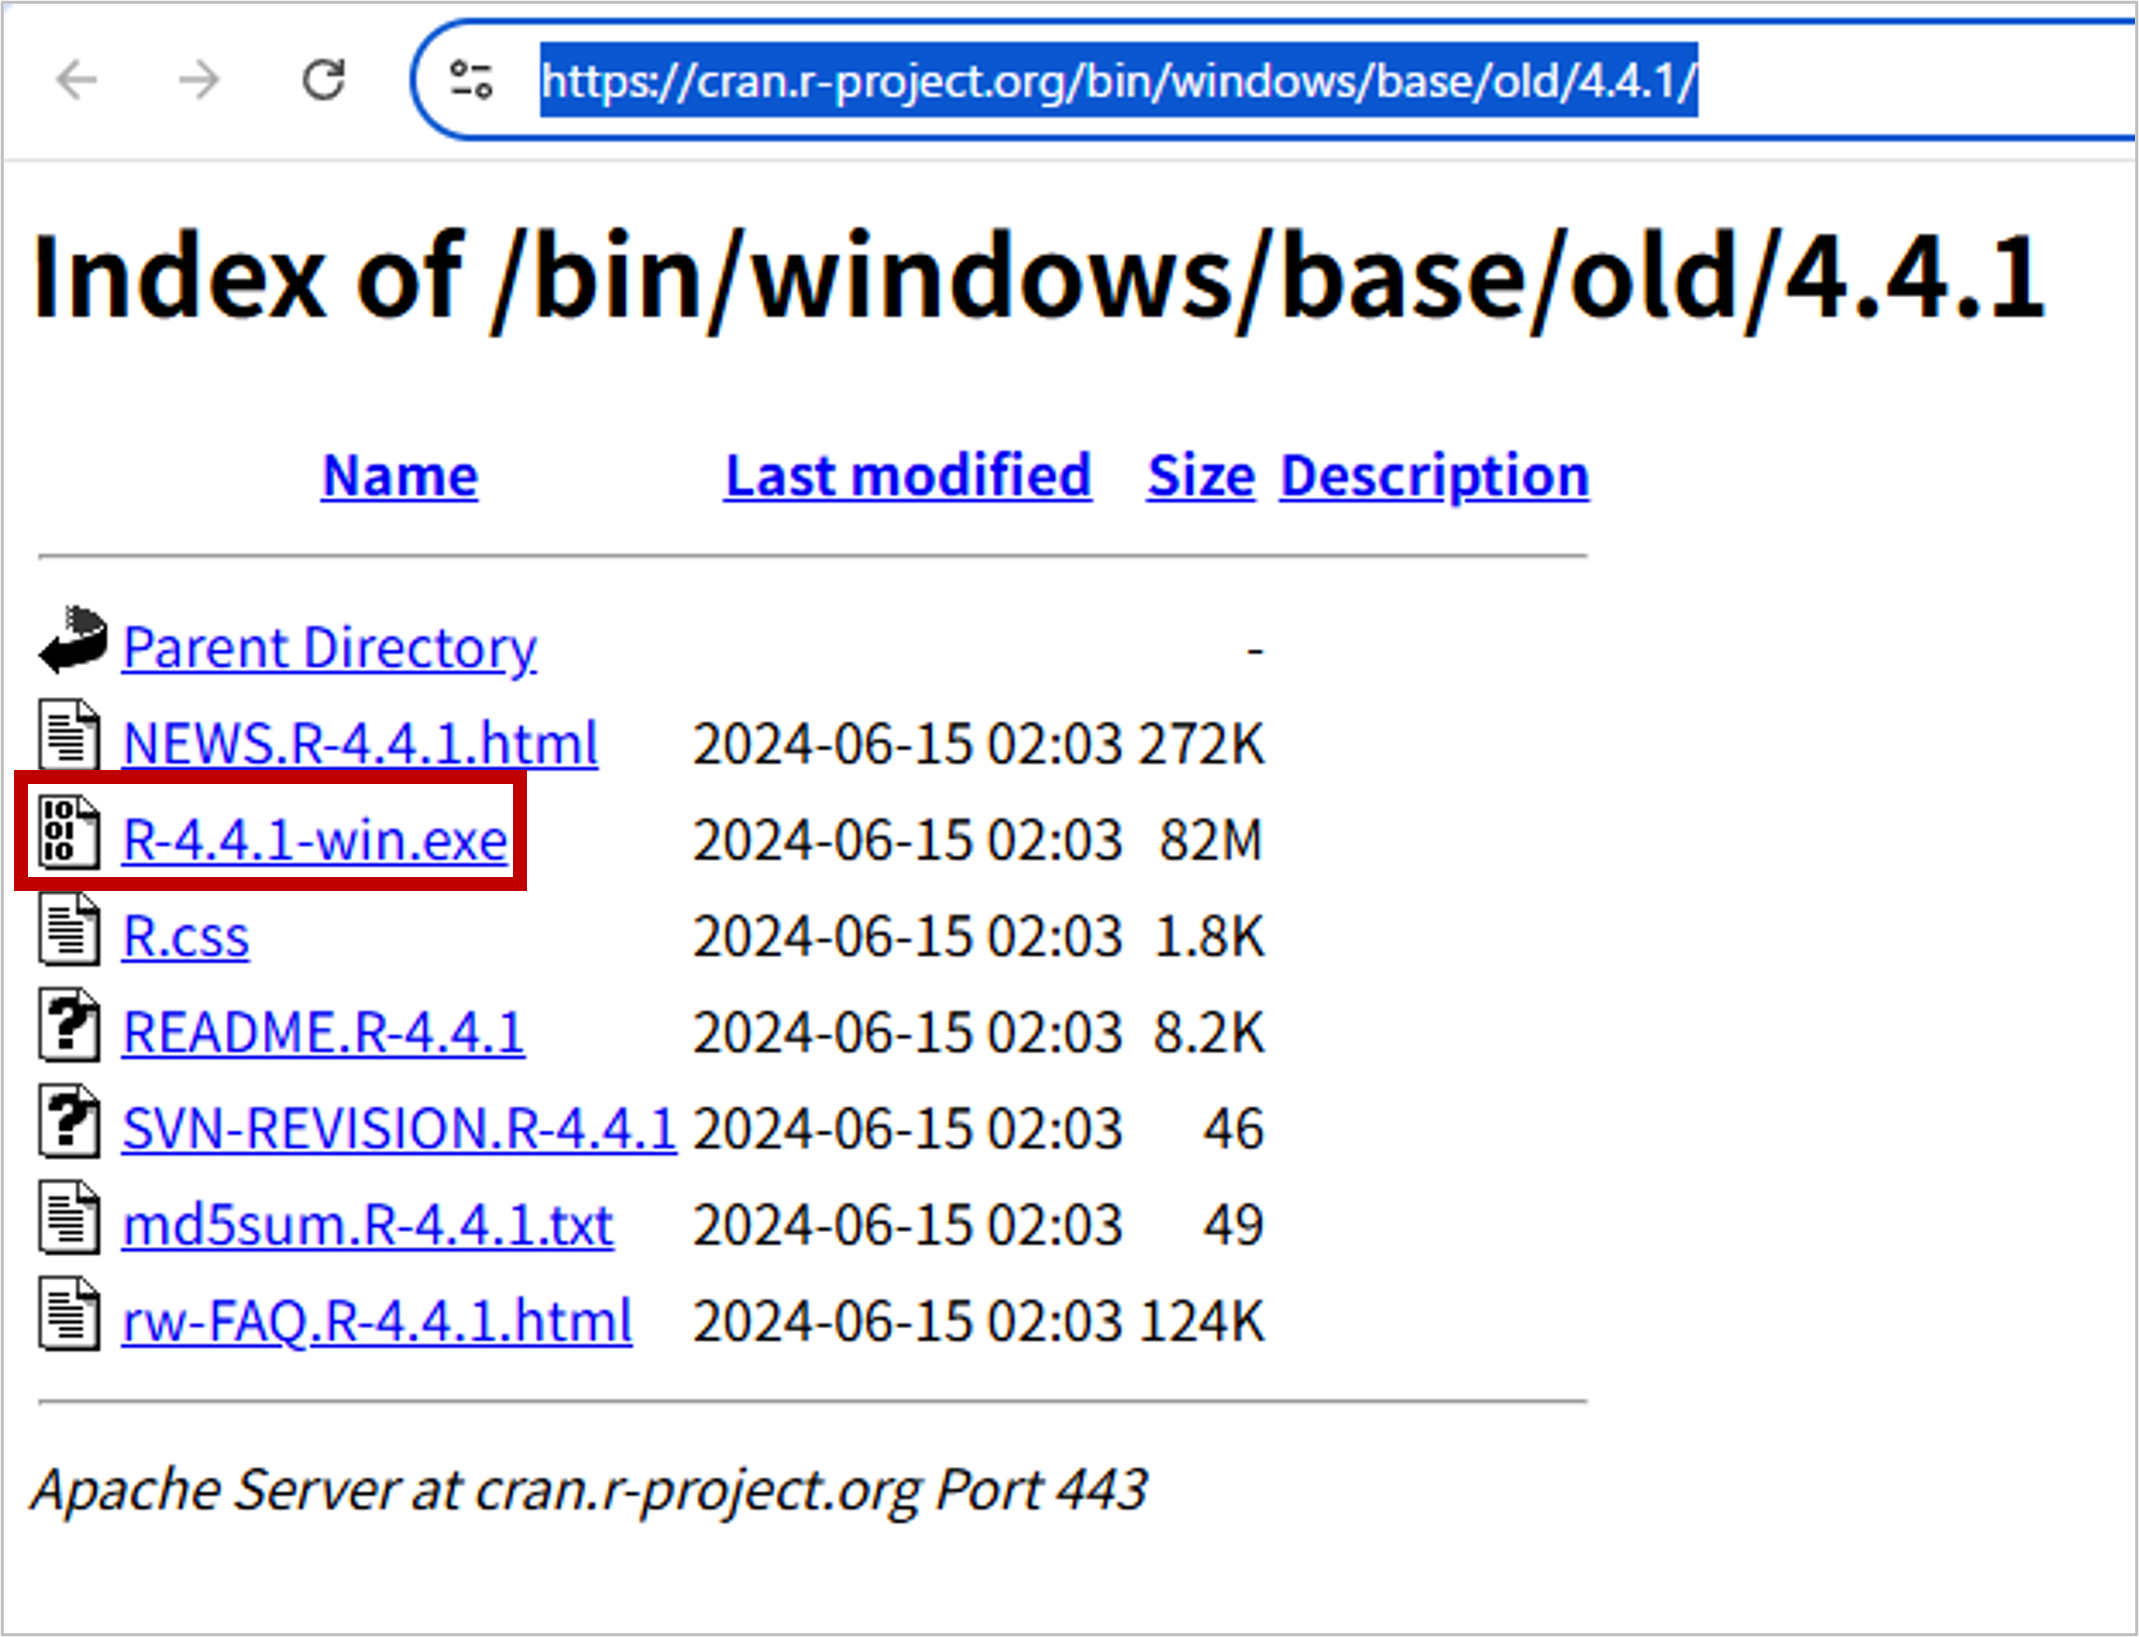 https://cran.r-project.org/bin/windows/base/old/4.4.1/
Index of /bin/windows/base/old/4.4.1
Name Last modified Size Description
Parent Directory -
NEWS.R-4.4.1.html 2024-06-15 02:03 272K
R-4.4.1-win.exe 2024-06-15 02:03 82M
R.css 2024-06-15 02:03 1.8K
README.R-4.4.1 2024-06-15 02:03 8.2K
SVN-REVISION.R-4.4.1 2024-06-15 02:03 46
md5sum.R-4.4.1.txt 2024-06-15 02:03 49
rw-FAQ.R-4.4.1.html 2024-06-15 02:03 124K
Apache Server at cran.r-project.org Port 443